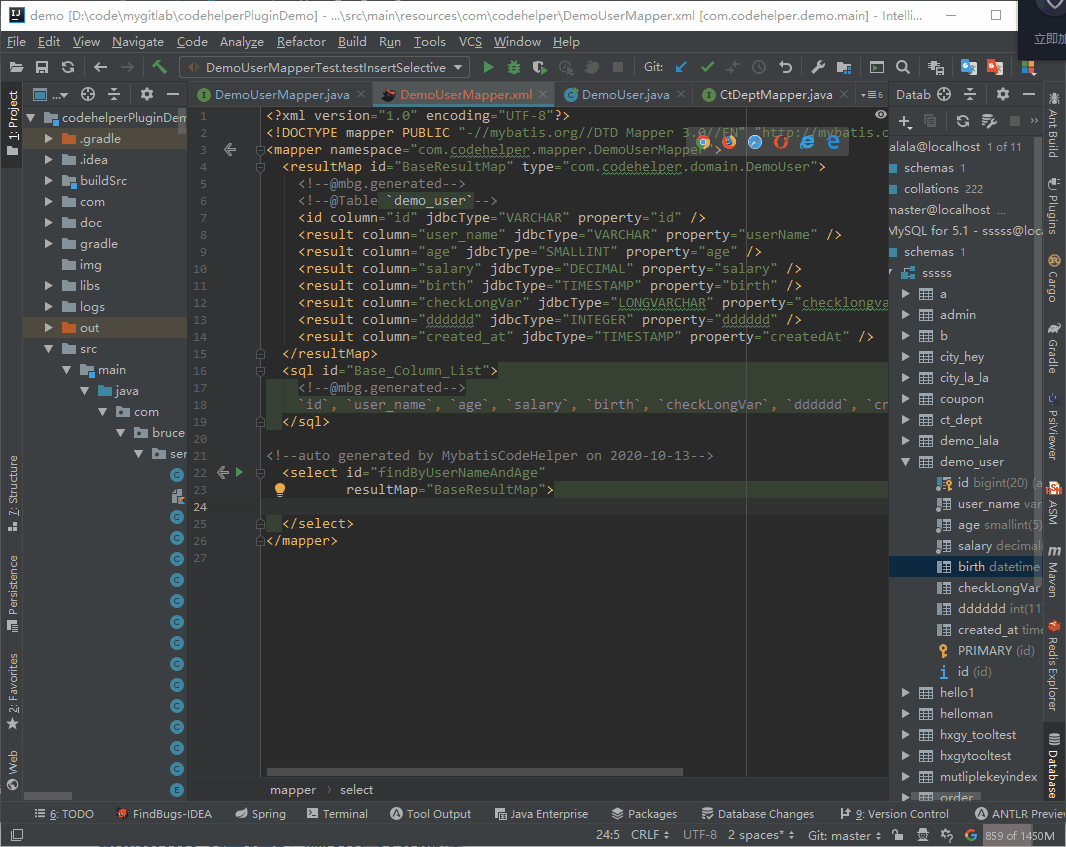 demo [D:\code\mygitlab\codehelperPluginDemo] - ...\src\main\resources\com\codehelper\DemoUserMapper.xml [com.codehelper.demo.main] - Intelli...
立即加
File Edit View Navigate Code Analyze Refactor Build Run Tools VCS Window Help
DemoUserMapperTest.testInsertSelective Git:
1: Project
7: Structure
Persistence
2: Favorites
Web
codehelperPluginDem
.gradle
.idea
buildSrc
com
doc
gradle
img
libs
logs
out
src
main
java
com
bruce
ser
DemoUserMapper.java DemoUserMapper.xml DemoUser.java CtDeptMapper.java 6
1 <?xml version="1.0" encoding="UTF-8"?>
2 <!DOCTYPE mapper PUBLIC "-//mybatis.org//DTD Mapper 3.0//EN" "http://mybatis.o
3 <mapper namespace="com.codehelper.mapper.DemoUserMapper">
4 <resultMap id="BaseResultMap" type="com.codehelper.domain.DemoUser">
5 <!--@mbg.generated-->
6 <!--@Table `demo_user`-->
7 <id column="id" jdbcType="VARCHAR" property="id" />
8 <result column="user_name" jdbcType="VARCHAR" property="userName" />
9 <result column="age" jdbcType="SMALLINT" property="age" />
10 <result column="salary" jdbcType="DECIMAL" property="salary" />
11 <result column="birth" jdbcType="TIMESTAMP" property="birth" />
12 <result column="checkLongVar" jdbcType="LONGVARCHAR" property="checklongva
13 <result column="dddddd" jdbcType="INTEGER" property="dddddd" />
14 <result column="created_at" jdbcType="TIMESTAMP" property="createdAt" />
15 </resultMap>
16 <sql id="Base_Column_List">
17 <!--@mbg.generated-->
18 `id`, `user_name`, `age`, `salary`, `birth`, `checkLongVar`, `dddddd`, `cr
19 </sql>
20
21 <!--auto generated by MybatisCodeHelper on 2020-10-13-->
22 <select id="findByUserNameAndAge"
23 resultMap="BaseResultMap">
24
25 </select>
26 </mapper>
27
mapper › select
Datab
alala@localhost 1 of 11
schemas 1
collations 222
master@localhost ...
MySQL for 5.1 - sssss@loc
schemas 1
sssss
a
admin
b
city_hey
city_la_la
coupon
ct_dept
demo_lala
demo_user
id bigint(20) (a
user_name var
age smallint(5)
salary decimal
birth datetime
checkLongVar
dddddd int(11
created_at time
PRIMARY (id)
id (id)
hello1
helloman
hxgy_tooltest
hxgytooltest
mutliplekeyindex
order
Ant Build
Plugins
Cargo
Gradle
PsiViewer
ASM
Maven
Redis Explorer
Database
6: TODO FindBugs-IDEA Spring Terminal Tool Output Java Enterprise Packages Database Changes 9: Version Control ANTLR Preview
24:5 CRLF UTF-8 2 spaces* Git: master 859 of 1450M